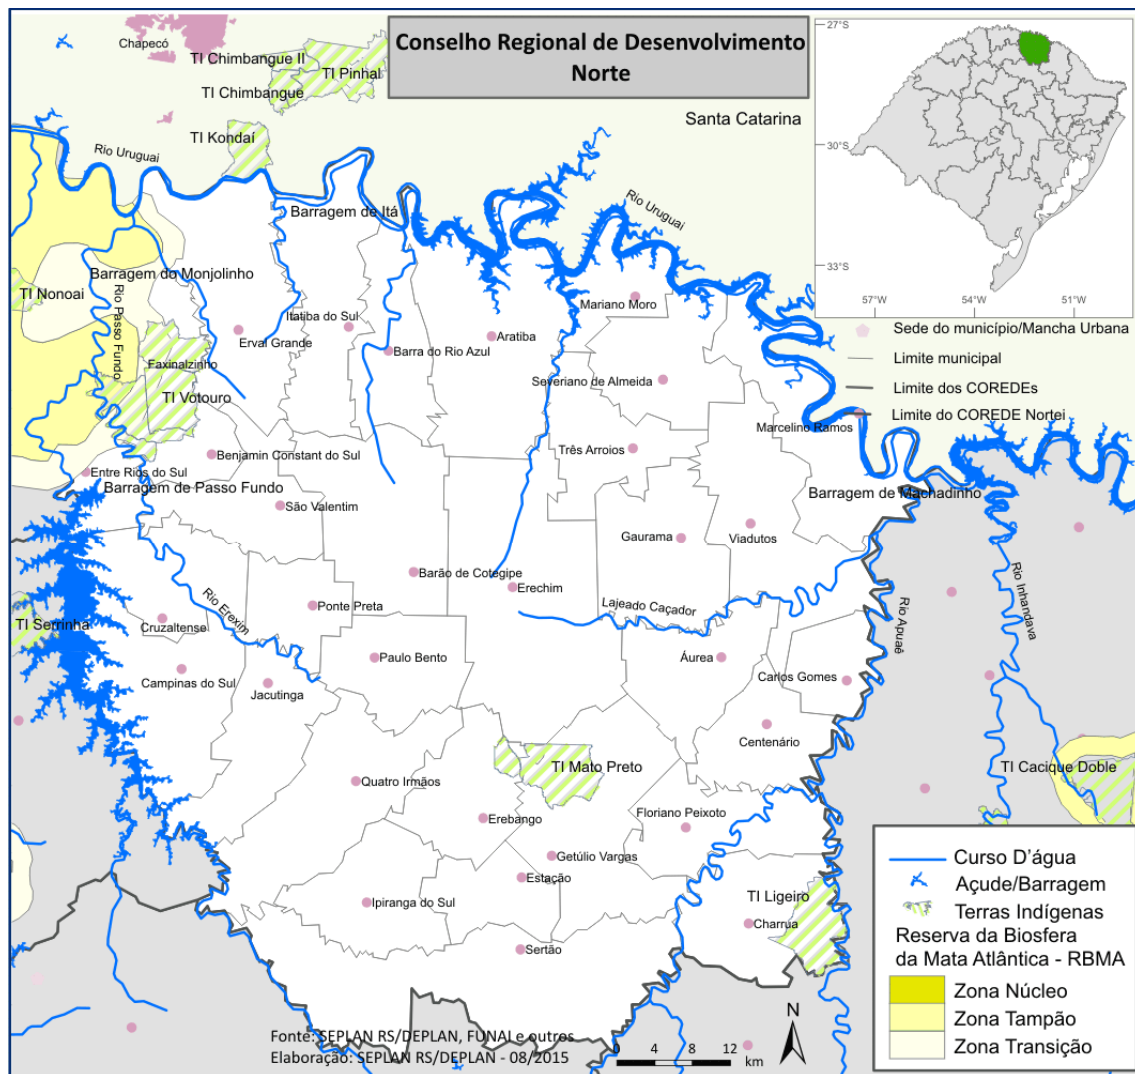 Conselho Regional de Desenvolvimento
Norte
Chapecó
TI Chimbangue II
TI Pinhal
TI Chimbangue
TI Kondaí
Santa Catarina
Rio Uruguai
Rio Uruguai
27°S
30°S
33°S
57°W
54°W
51°W
Sede do município/Mancha Urbana
Limite municipal
Limite dos COREDEs
Limite do COREDE Nortei
Barragem de Itá
Barragem do Monjolinho
TI Nonoai
Rio Passo Fundo
Mariano Moro
Itatiba do Sul
Erval Grande
Aratiba
Barra do Rio Azul
Faxinalzinho
TI Votouro
Severiano de Almeida
Marcelino Ramos
Três Arroios
Benjamin Constant do Sul
Entre Rios do Sul
Barragem de Passo Fundo
Barragem de Machadinho
São Valentim
Gaurama
Viadutos
Barão de Cotegipe
Erechim
Rio Erexim
Ponte Preta
Lajeado Caçador
Rio Apuaê
Rio Inhandava
TI Serrinha
Cruzaltense
Paulo Bento
Áurea
Campinas do Sul
Jacutinga
Carlos Gomes
Centenário
TI Mato Preto
TI Cacique Doble
Quatro Irmãos
Erebango
Floriano Peixoto
Getúlio Vargas
Estação
TI Ligeiro
Ipiranga do Sul
Charrua
Sertão
Curso D'água
Açude/Barragem
Terras Indígenas
Reserva da Biosfera
da Mata Atlântica - RBMA
Zona Núcleo
Zona Tampão
Zona Transição
N
0 4 8 12
km
Fonte: SEPLAN RS/DEPLAN, FUNAI e outros
Elaboração: SEPLAN RS/DEPLAN - 08/2015